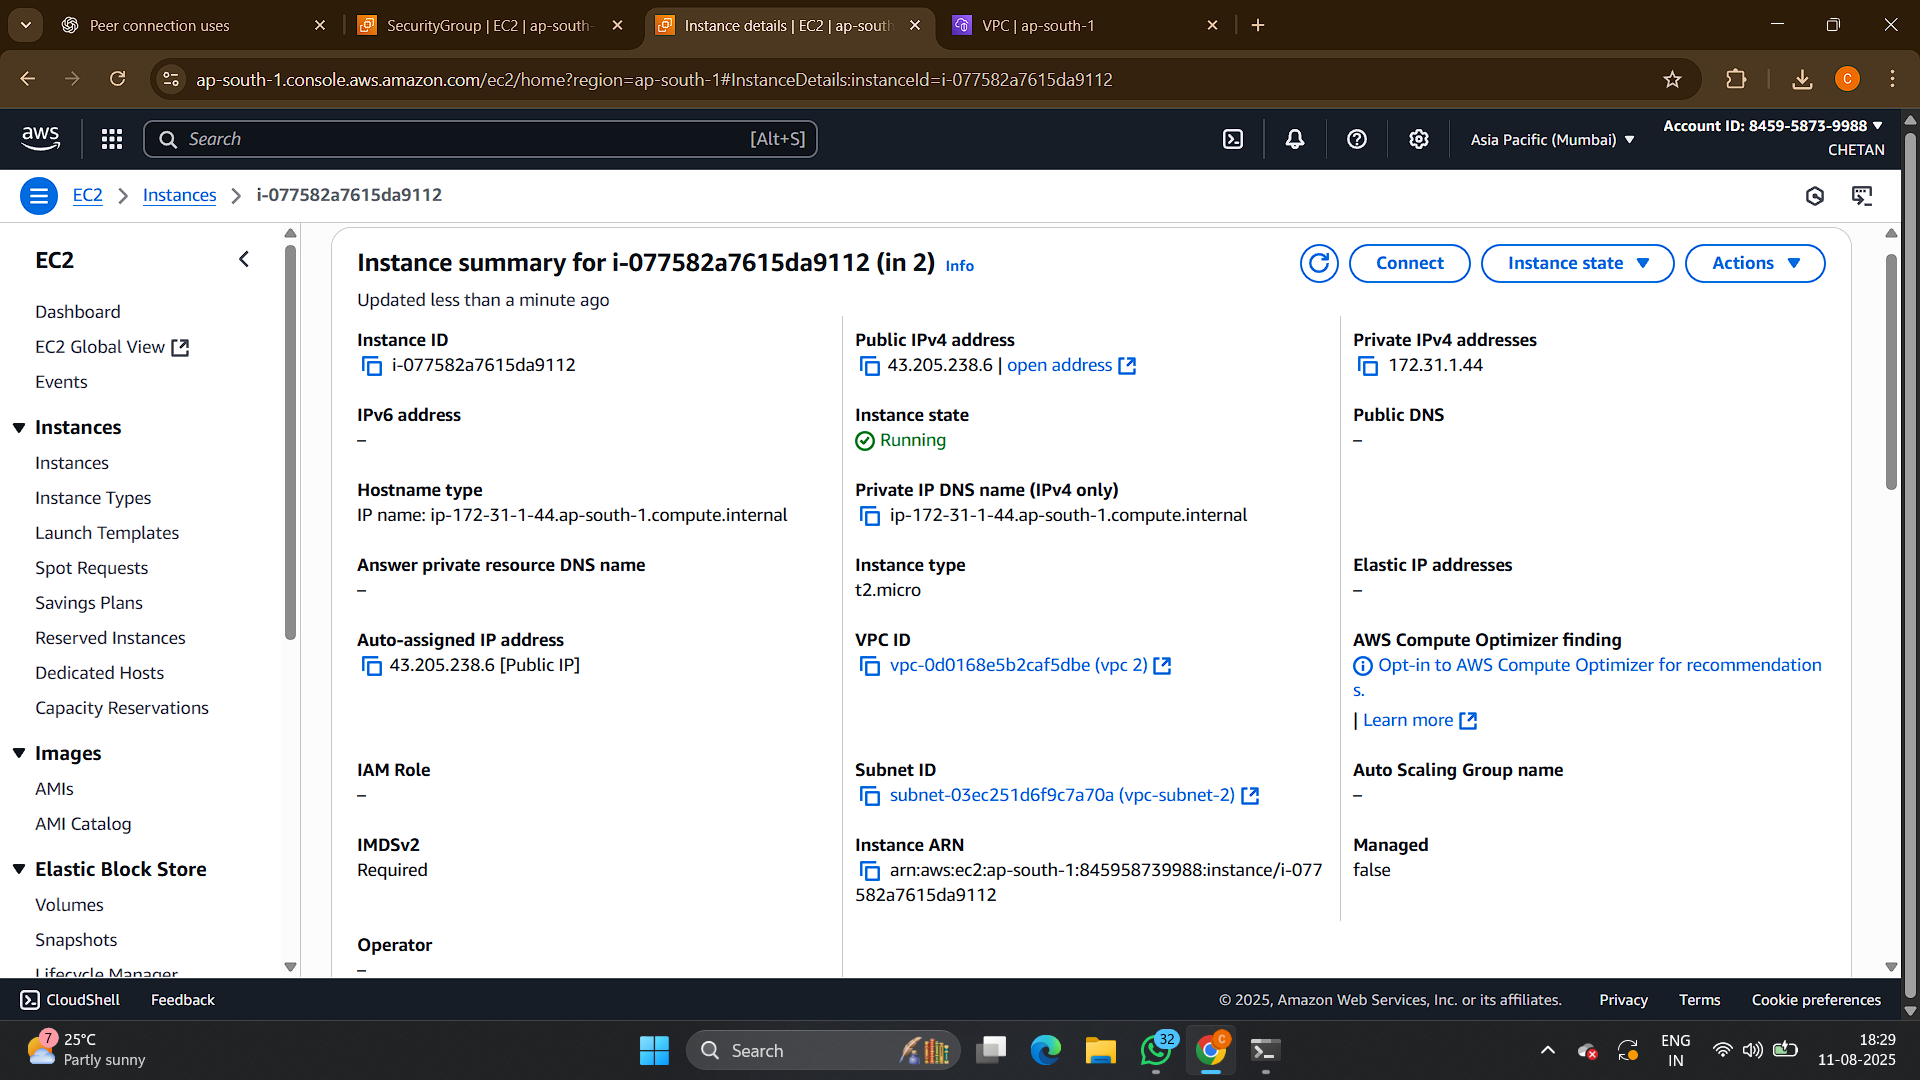 Peer connection uses
SecurityGroup | EC2 | ap-south-
Instance details | EC2 | ap-south
VPC | ap-south-1
ap-south-1.console.aws.amazon.com/ec2/home?region=ap-south-1#InstanceDetails:instanceId=i-077582a7615da9112
C
aws
Search
[Alt+S]
Asia Pacific (Mumbai)
Account ID: 8459-5873-9988
CHETAN
EC2
Instances
i-077582a7615da9112
EC2
Dashboard
EC2 Global View
Events
Instances
Instances
Instance Types
Launch Templates
Spot Requests
Savings Plans
Reserved Instances
Dedicated Hosts
Capacity Reservations
Images
AMIs
AMI Catalog
Elastic Block Store
Volumes
Snapshots
Lifecycle Manager
Instance summary for i-077582a7615da9112 (in 2) Info
Updated less than a minute ago
Connect
Instance state
Actions
Instance ID
i-077582a7615da9112
Public IPv4 address
43.205.238.6 | open address
Private IPv4 addresses
172.31.1.44
IPv6 address
–
Instance state
Running
Public DNS
–
Hostname type
IP name: ip-172-31-1-44.ap-south-1.compute.internal
Private IP DNS name (IPv4 only)
ip-172-31-1-44.ap-south-1.compute.internal
Answer private resource DNS name
–
Instance type
t2.micro
Elastic IP addresses
–
Auto-assigned IP address
43.205.238.6 [Public IP]
VPC ID
vpc-0d0168e5b2caf5dbe (vpc 2)
AWS Compute Optimizer finding
Opt-in to AWS Compute Optimizer for recommendation
s.
| Learn more
IAM Role
–
Subnet ID
subnet-03ec251d6f9c7a70a (vpc-subnet-2)
Auto Scaling Group name
–
IMDSv2
Required
Instance ARN
arn:aws:ec2:ap-south-1:845958739988:instance/i-077
582a7615da9112
Managed
false
Operator
–
CloudShell
Feedback
© 2025, Amazon Web Services, Inc. or its affiliates.
Privacy
Terms
Cookie preferences
7
25°C
Partly sunny
Search
32
C
ENG
IN
18:29
11-08-2025